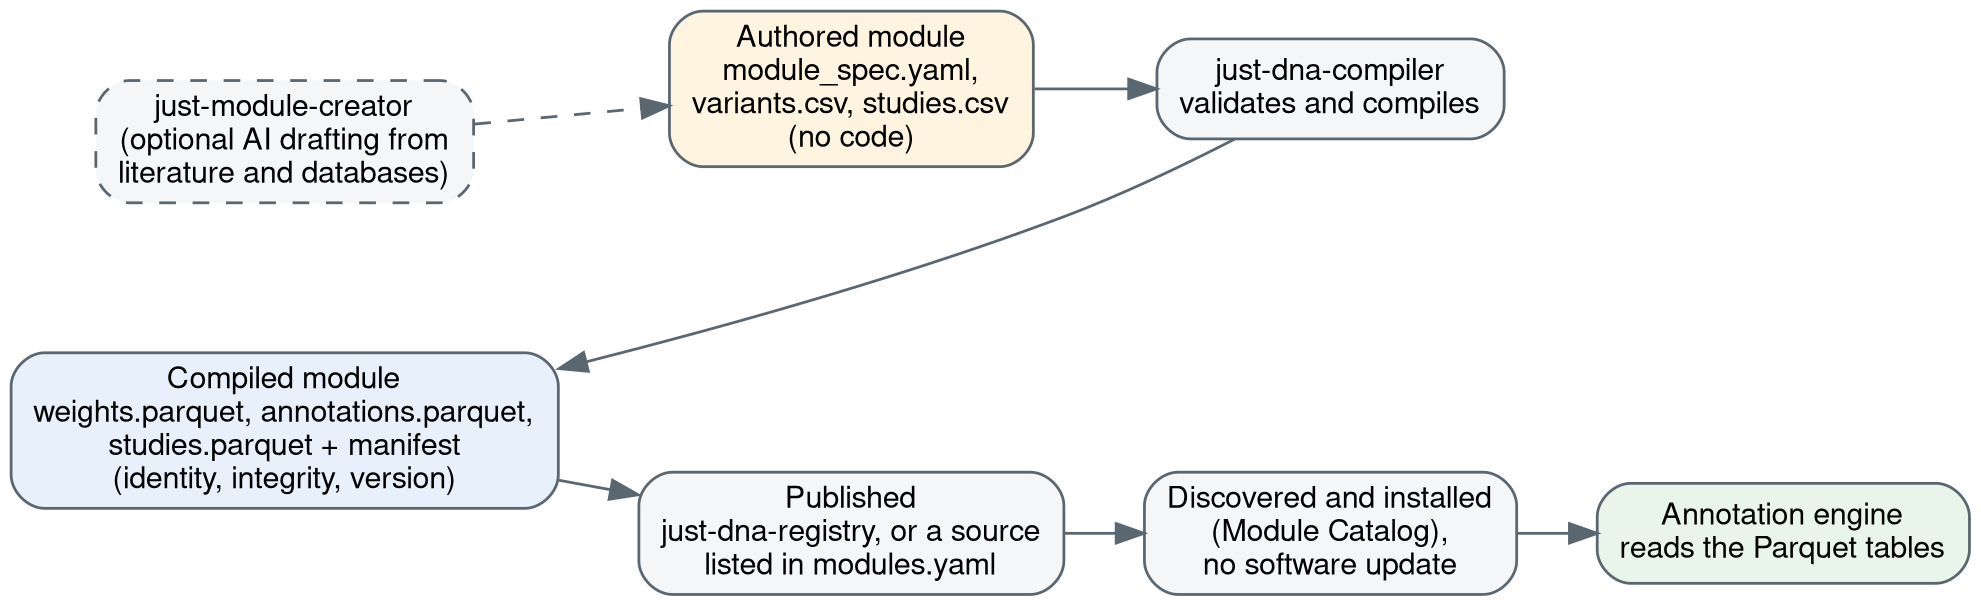 just-module-creator
(optional AI drafting from
literature and databases)
Authored module
module_spec.yaml,
variants.csv, studies.csv
(no code)
just-dna-compiler
validates and compiles
Compiled module
weights.parquet, annotations.parquet,
studies.parquet + manifest
(identity, integrity, version)
Published
just-dna-registry, or a source
listed in modules.yaml
Discovered and installed
(Module Catalog),
no software update
Annotation engine
reads the Parquet tables